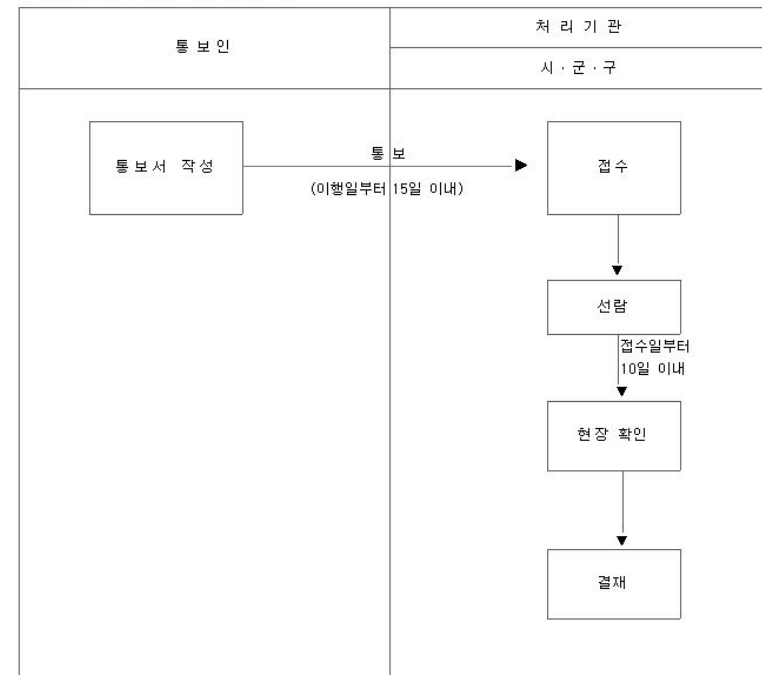 통보인
처리기관
시·군·구
통보서 작성
통보
(이행일부터 15일 이내)
접수
선람
접수일부터
10일 이내
현장 확인
결재